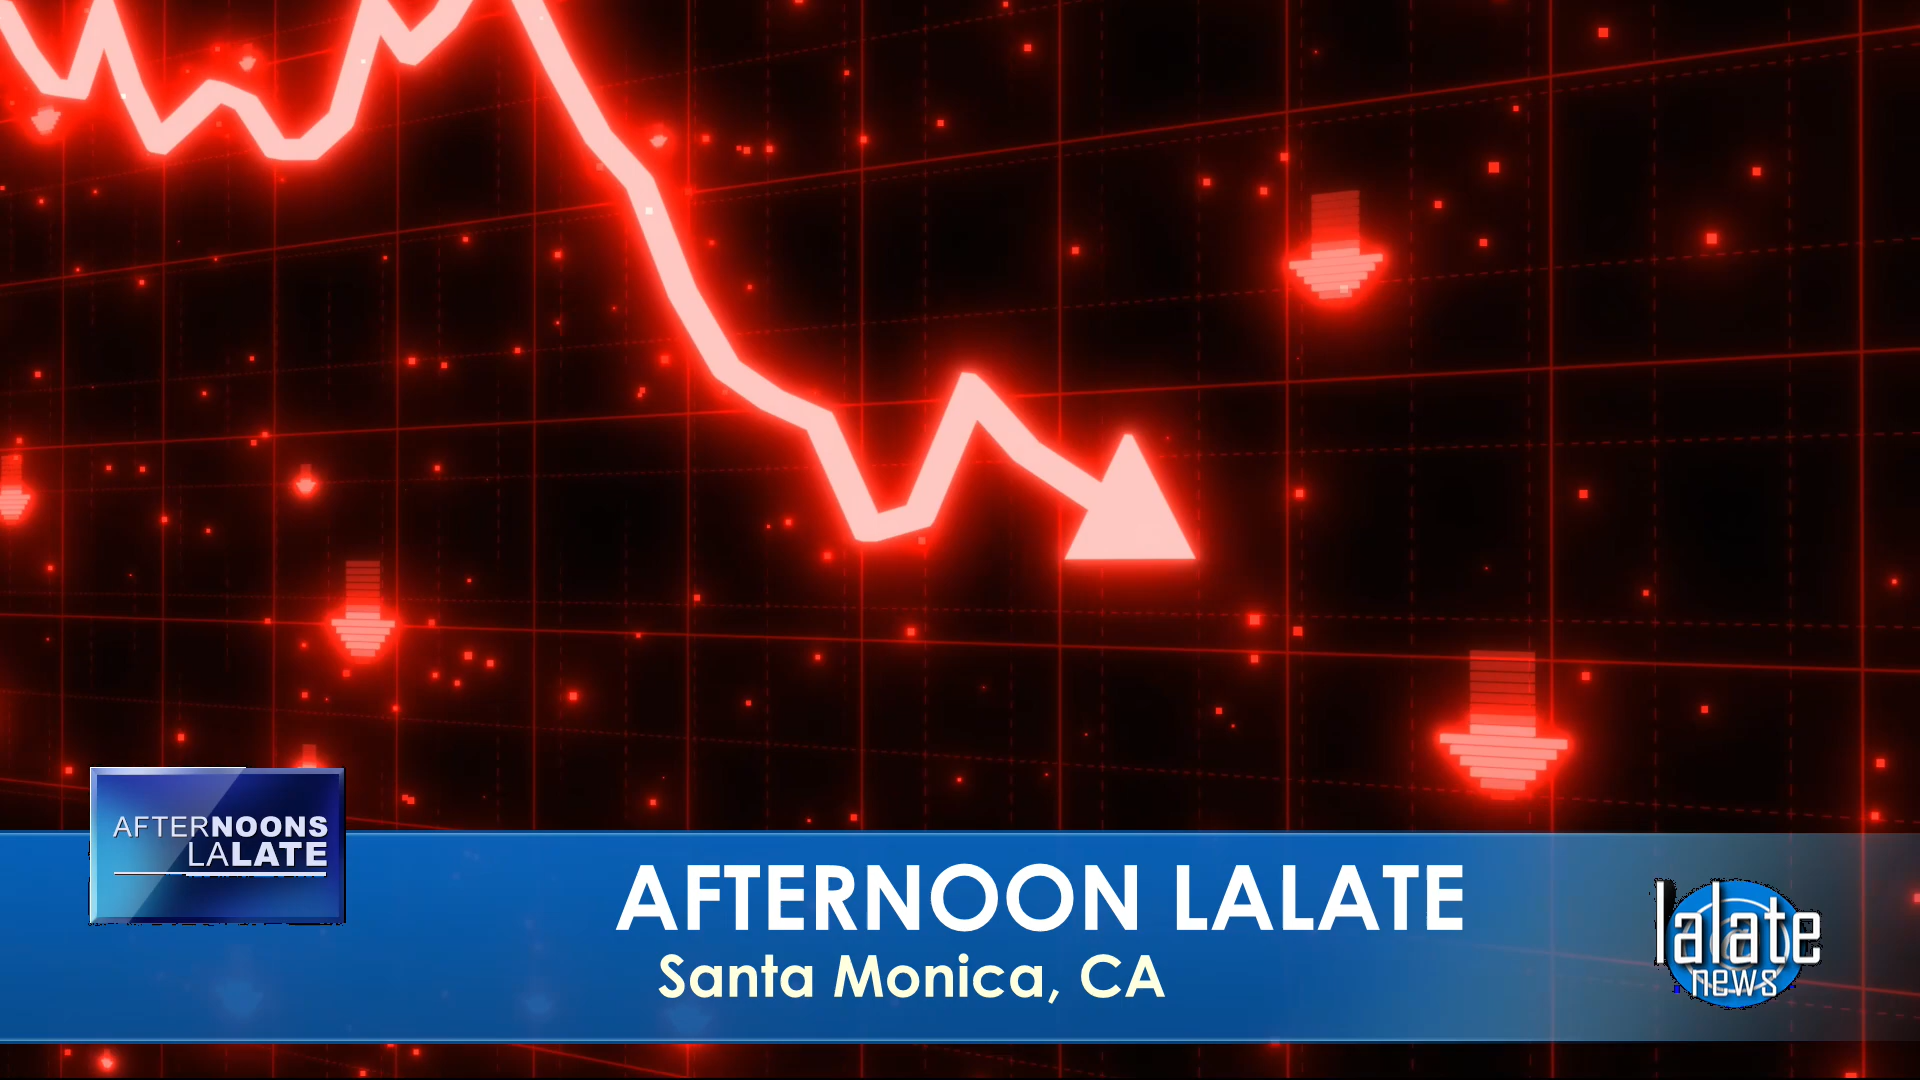 AFTERNOONS
LALATE
AFTERNOON LALATE
Santa Monica, CA
lalate
news